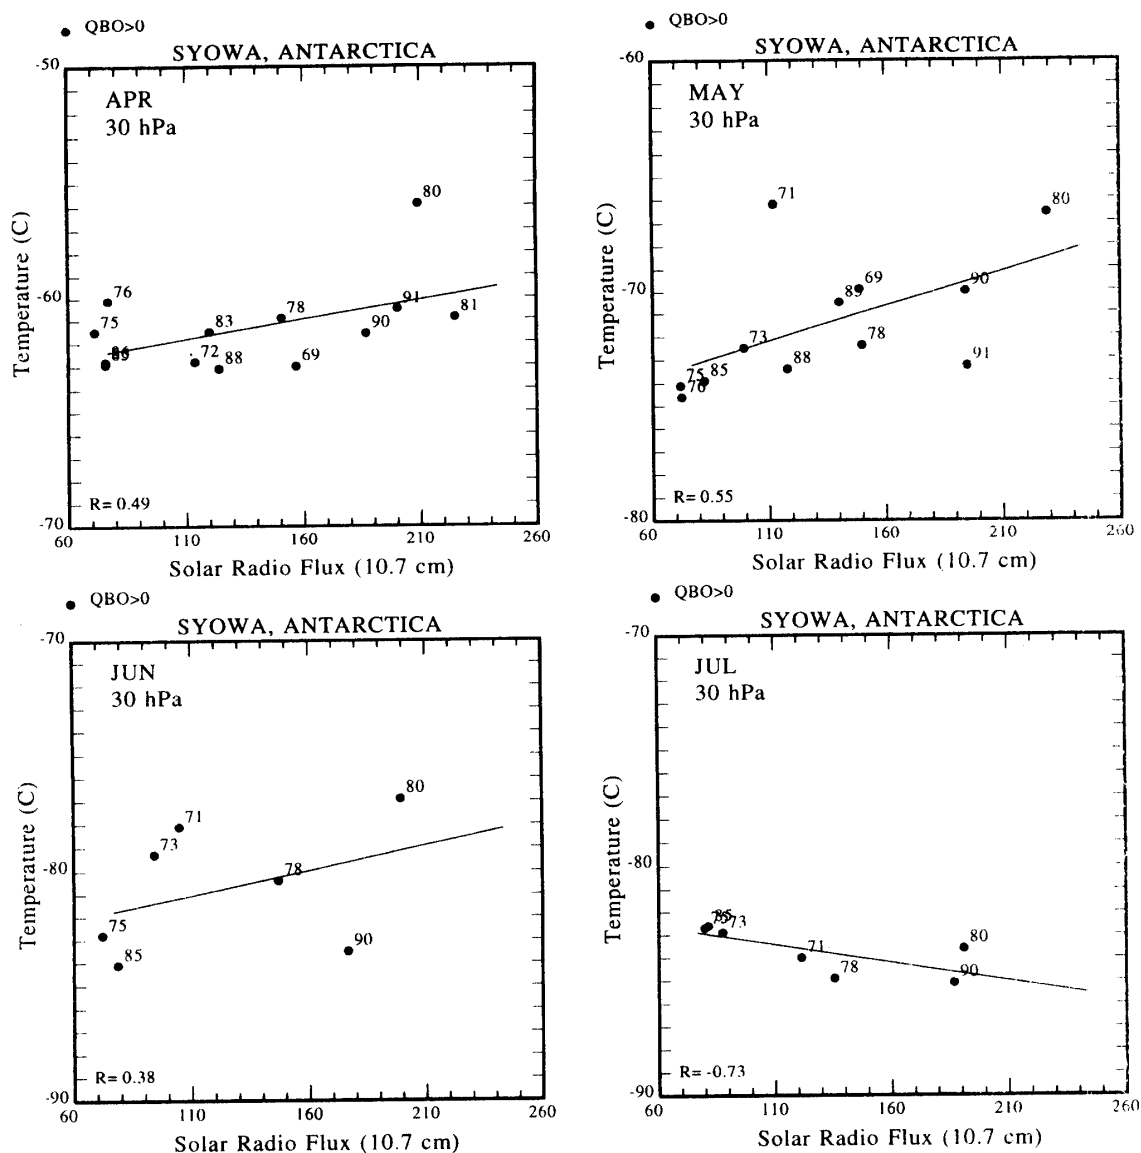 QBO>0
SYOWA, ANTARCTICA
APR
30 hPa
-50
-60
-70
Temperature (C)
80
76
75
83
78
91
81
90
72
88
69
R= 0.49
60
110
160
210
260
Solar Radio Flux (10.7 cm)
QBO>0
SYOWA, ANTARCTICA
MAY
30 hPa
-60
-70
-80
Temperature (C)
71
80
69
89
90
73
78
88
91
75
85
76
R= 0.55
60
110
160
210
260
Solar Radio Flux (10.7 cm)
QBO>0
SYOWA, ANTARCTICA
JUN
30 hPa
-70
-80
-90
Temperature (C)
80
71
73
78
75
85
90
R= 0.38
60
110
160
210
260
Solar Radio Flux (10.7 cm)
QBO>0
SYOWA, ANTARCTICA
JUL
30 hPa
-70
-80
-90
Temperature (C)
75
85
73
71
78
80
90
R= -0.73
60
110
160
210
260
Solar Radio Flux (10.7 cm)